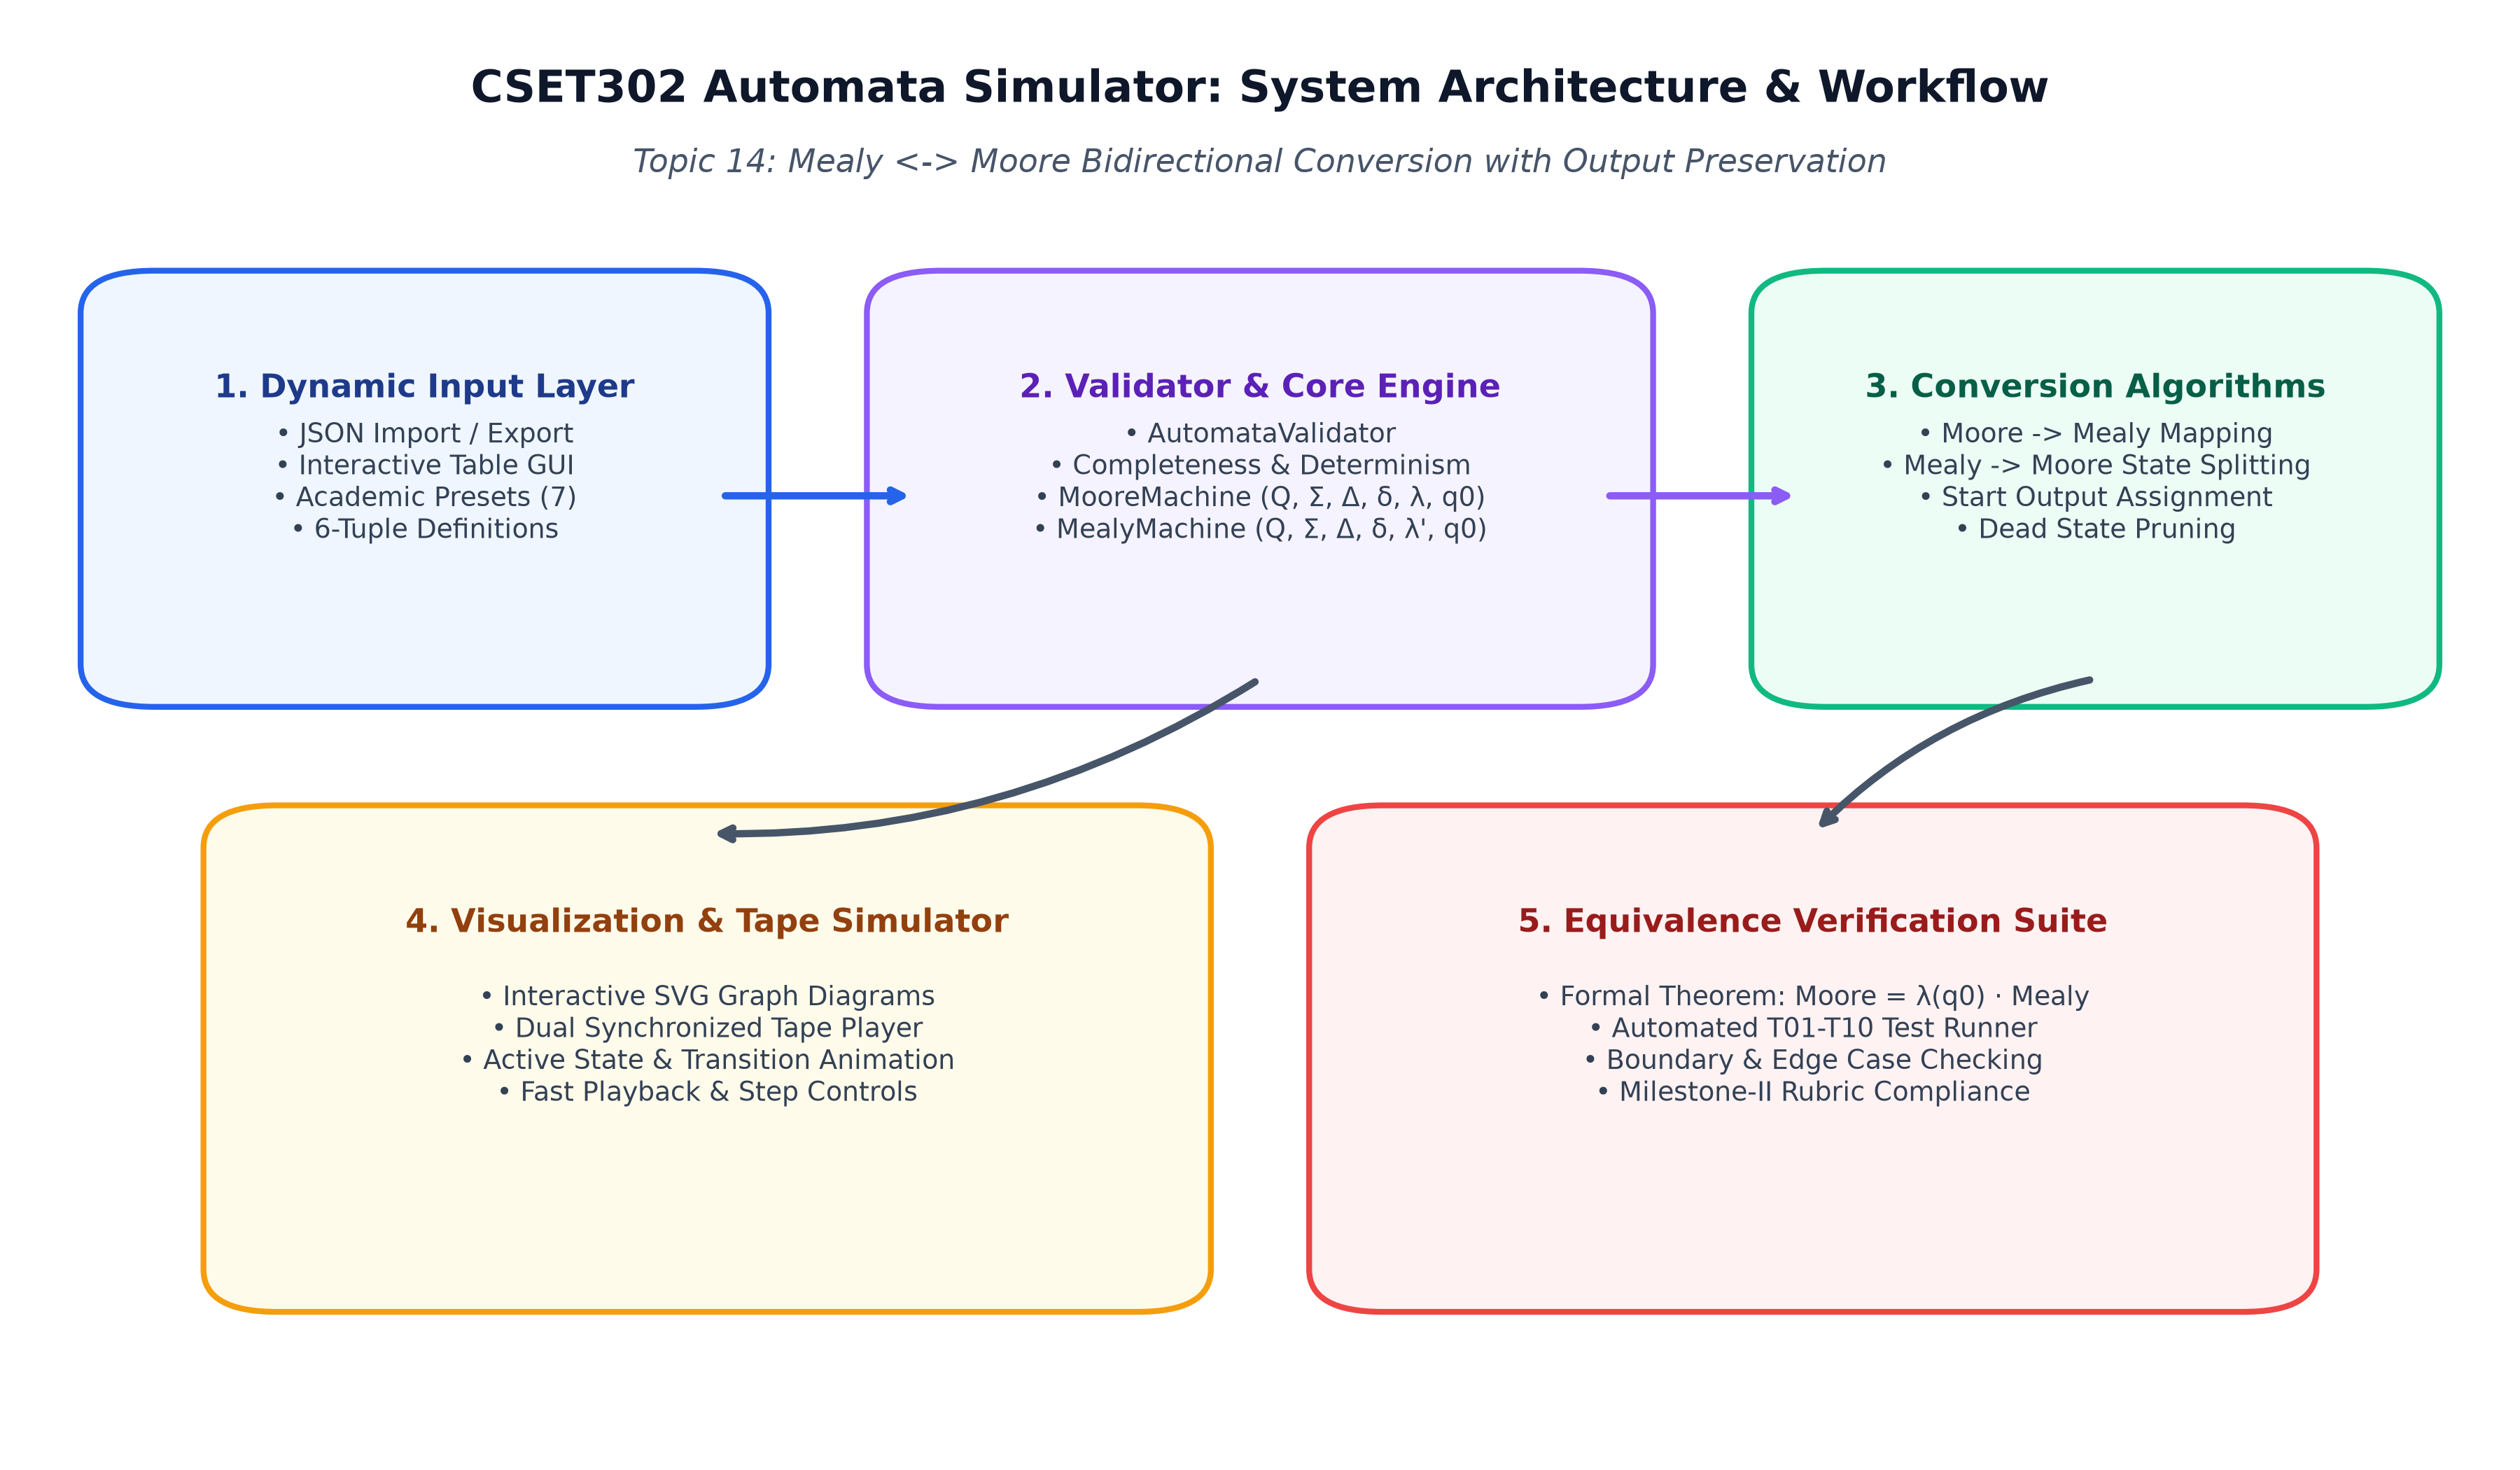 CSET302 Automata Simulator: System Architecture & Workflow
Topic 14: Mealy <-> Moore Bidirectional Conversion with Output Preservation
1. Dynamic Input Layer
• JSON Import / Export
• Interactive Table GUI
• Academic Presets (7)
• 6-Tuple Definitions
2. Validator & Core Engine
• AutomataValidator
• Completeness & Determinism
• MooreMachine (Q, Σ, Δ, δ, λ, q0)
• MealyMachine (Q, Σ, Δ, δ, λ', q0)
3. Conversion Algorithms
• Moore -> Mealy Mapping
• Mealy -> Moore State Splitting
• Start Output Assignment
• Dead State Pruning
4. Visualization & Tape Simulator
• Interactive SVG Graph Diagrams
• Dual Synchronized Tape Player
• Active State & Transition Animation
• Fast Playback & Step Controls
5. Equivalence Verification Suite
• Formal Theorem: Moore = λ(q0) · Mealy
• Automated T01-T10 Test Runner
• Boundary & Edge Case Checking
• Milestone-II Rubric Compliance